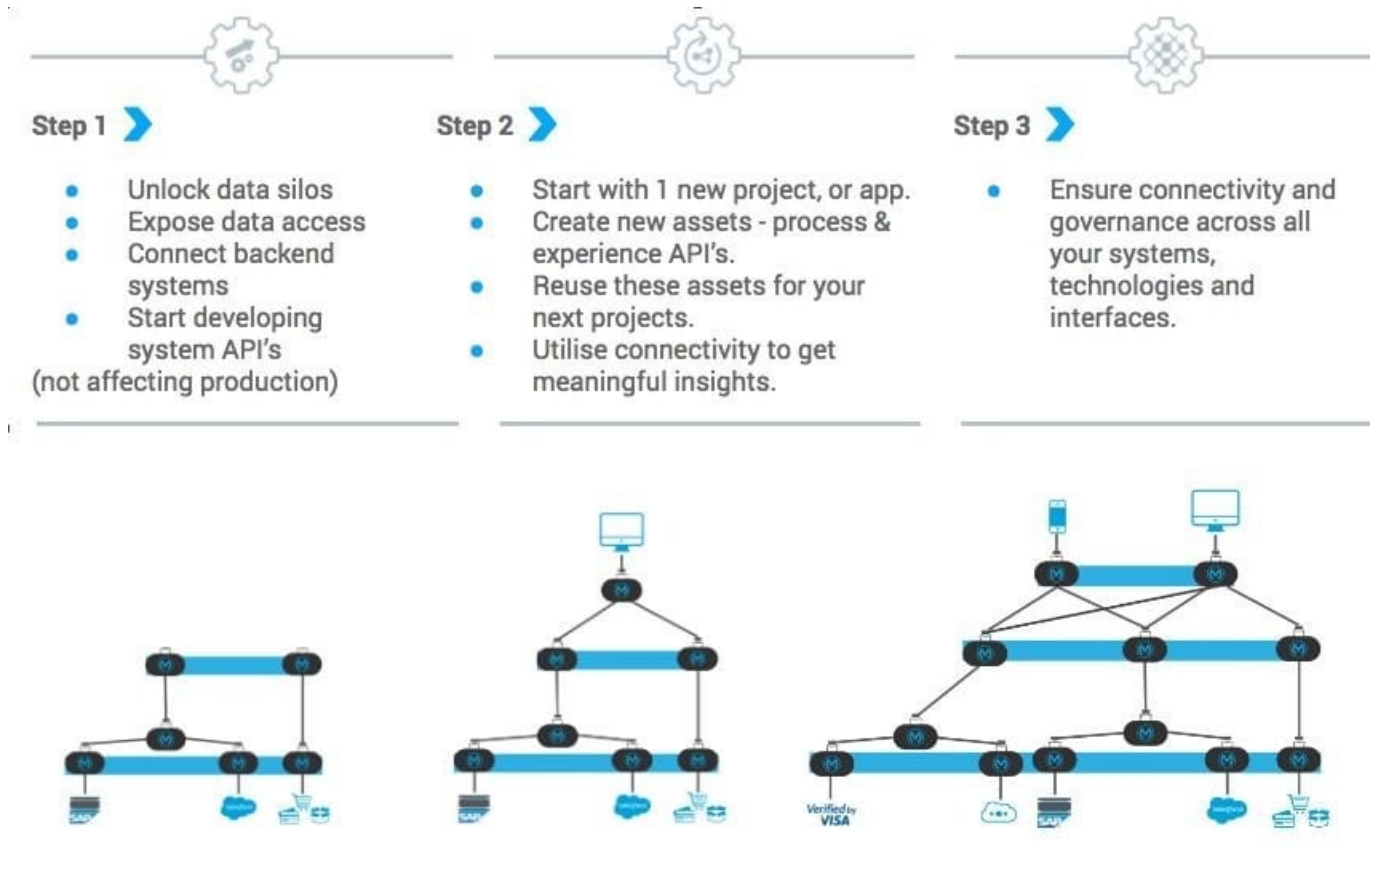 Step 1
Unlock data silos
Expose data access
Connect backend
systems
Start developing
system API's
(not affecting production)
Step 2
Start with 1 new project, or app.
Create new assets - process &
experience API's.
Reuse these assets for your
next projects.
Utilise connectivity to get
meaningful insights.
Step 3
Ensure connectivity and
governance across all
your systems,
technologies and
interfaces.
SAP
salesforce
SAP
salesforce
Verified by
VISA
SAP
salesforce